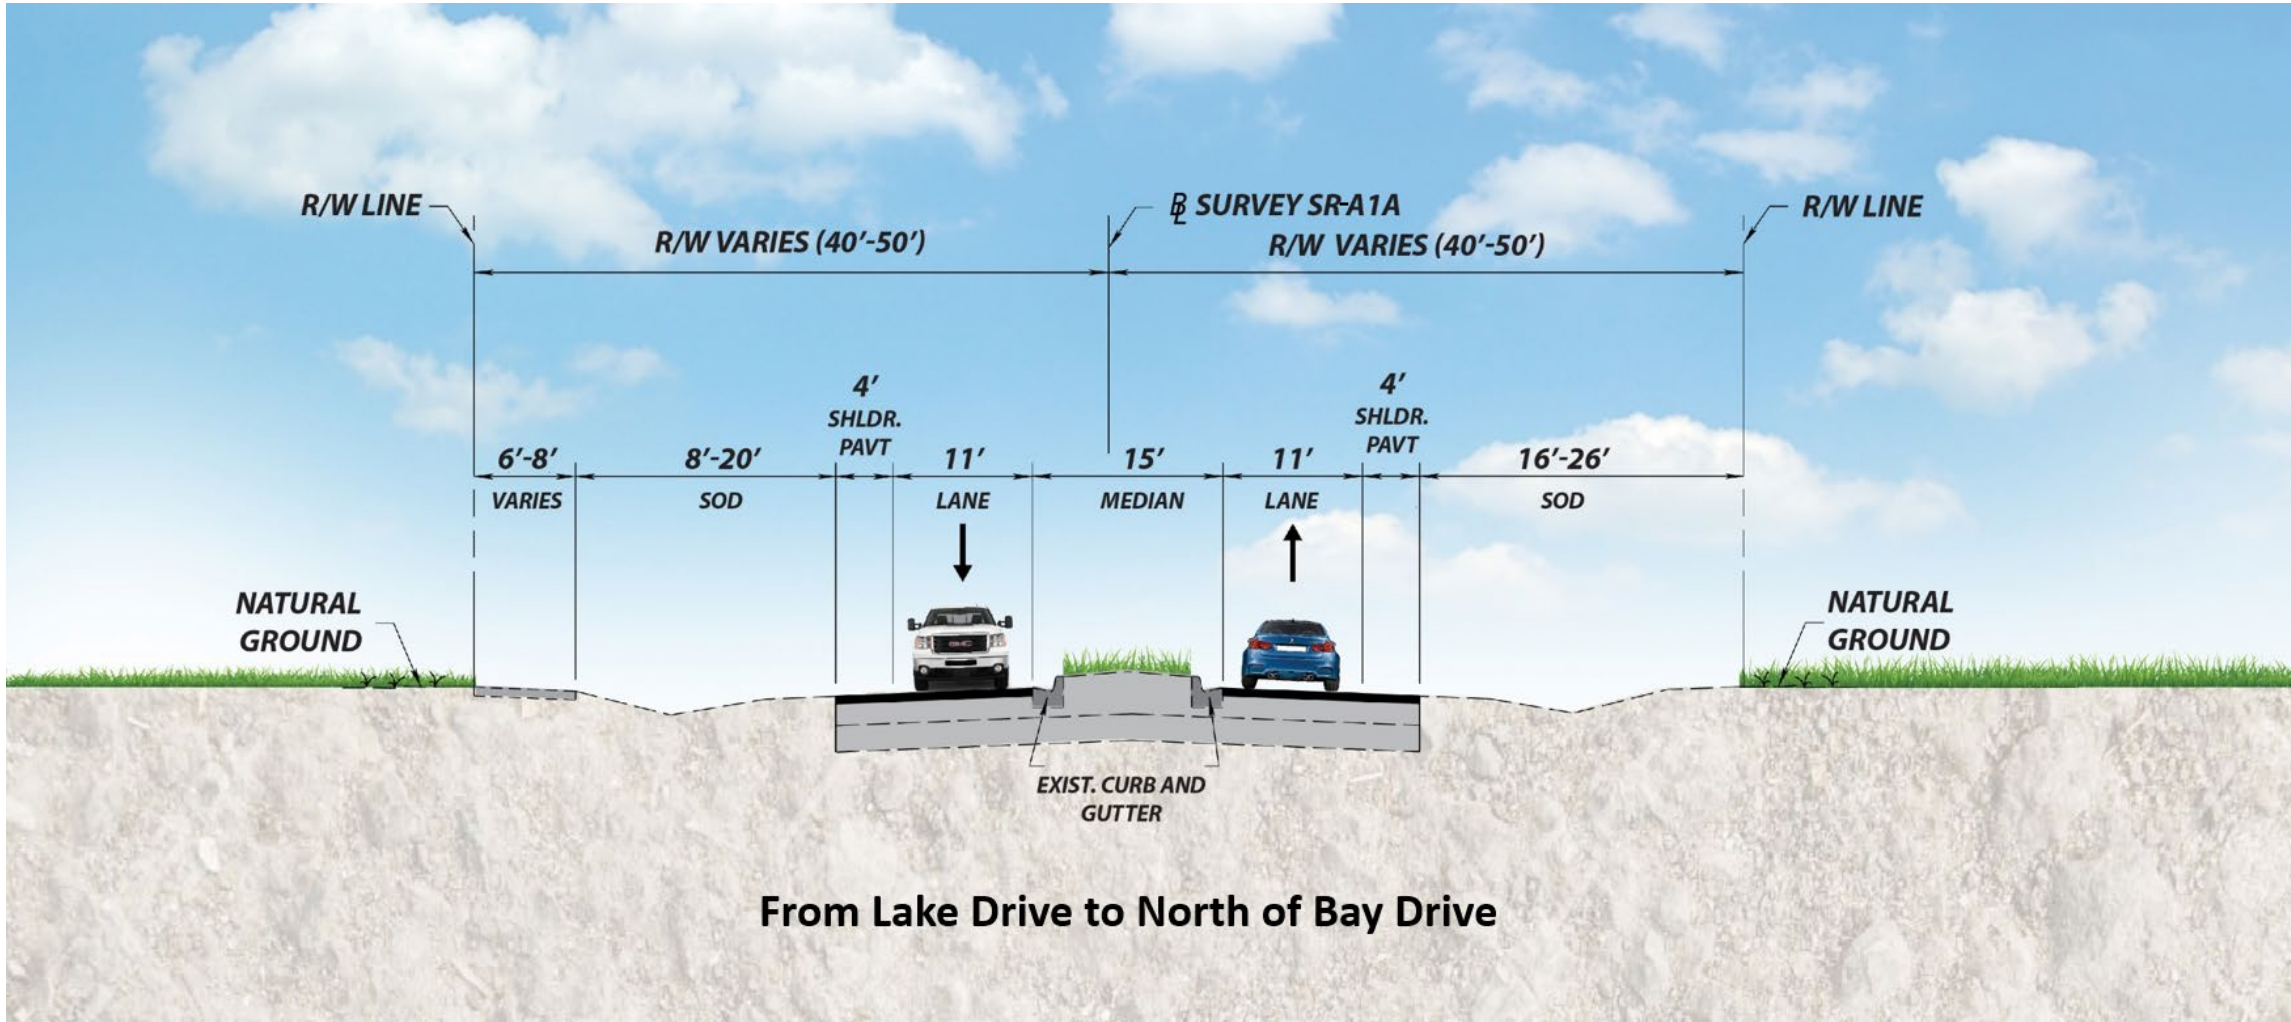 R/W LINE
R/W VARIES (40'-50')
BL SURVEY SR-A1A
R/W VARIES (40'-50')
R/W LINE
4'
SHLDR.
PAVT
4'
SHLDR.
PAVT
6'-8'
VARIES
8'-20'
SOD
11'
LANE
15'
MEDIAN
11'
LANE
16'-26'
SOD
NATURAL
GROUND
GMC
NATURAL
GROUND
EXIST. CURB AND
GUTTER
From Lake Drive to North of Bay Drive